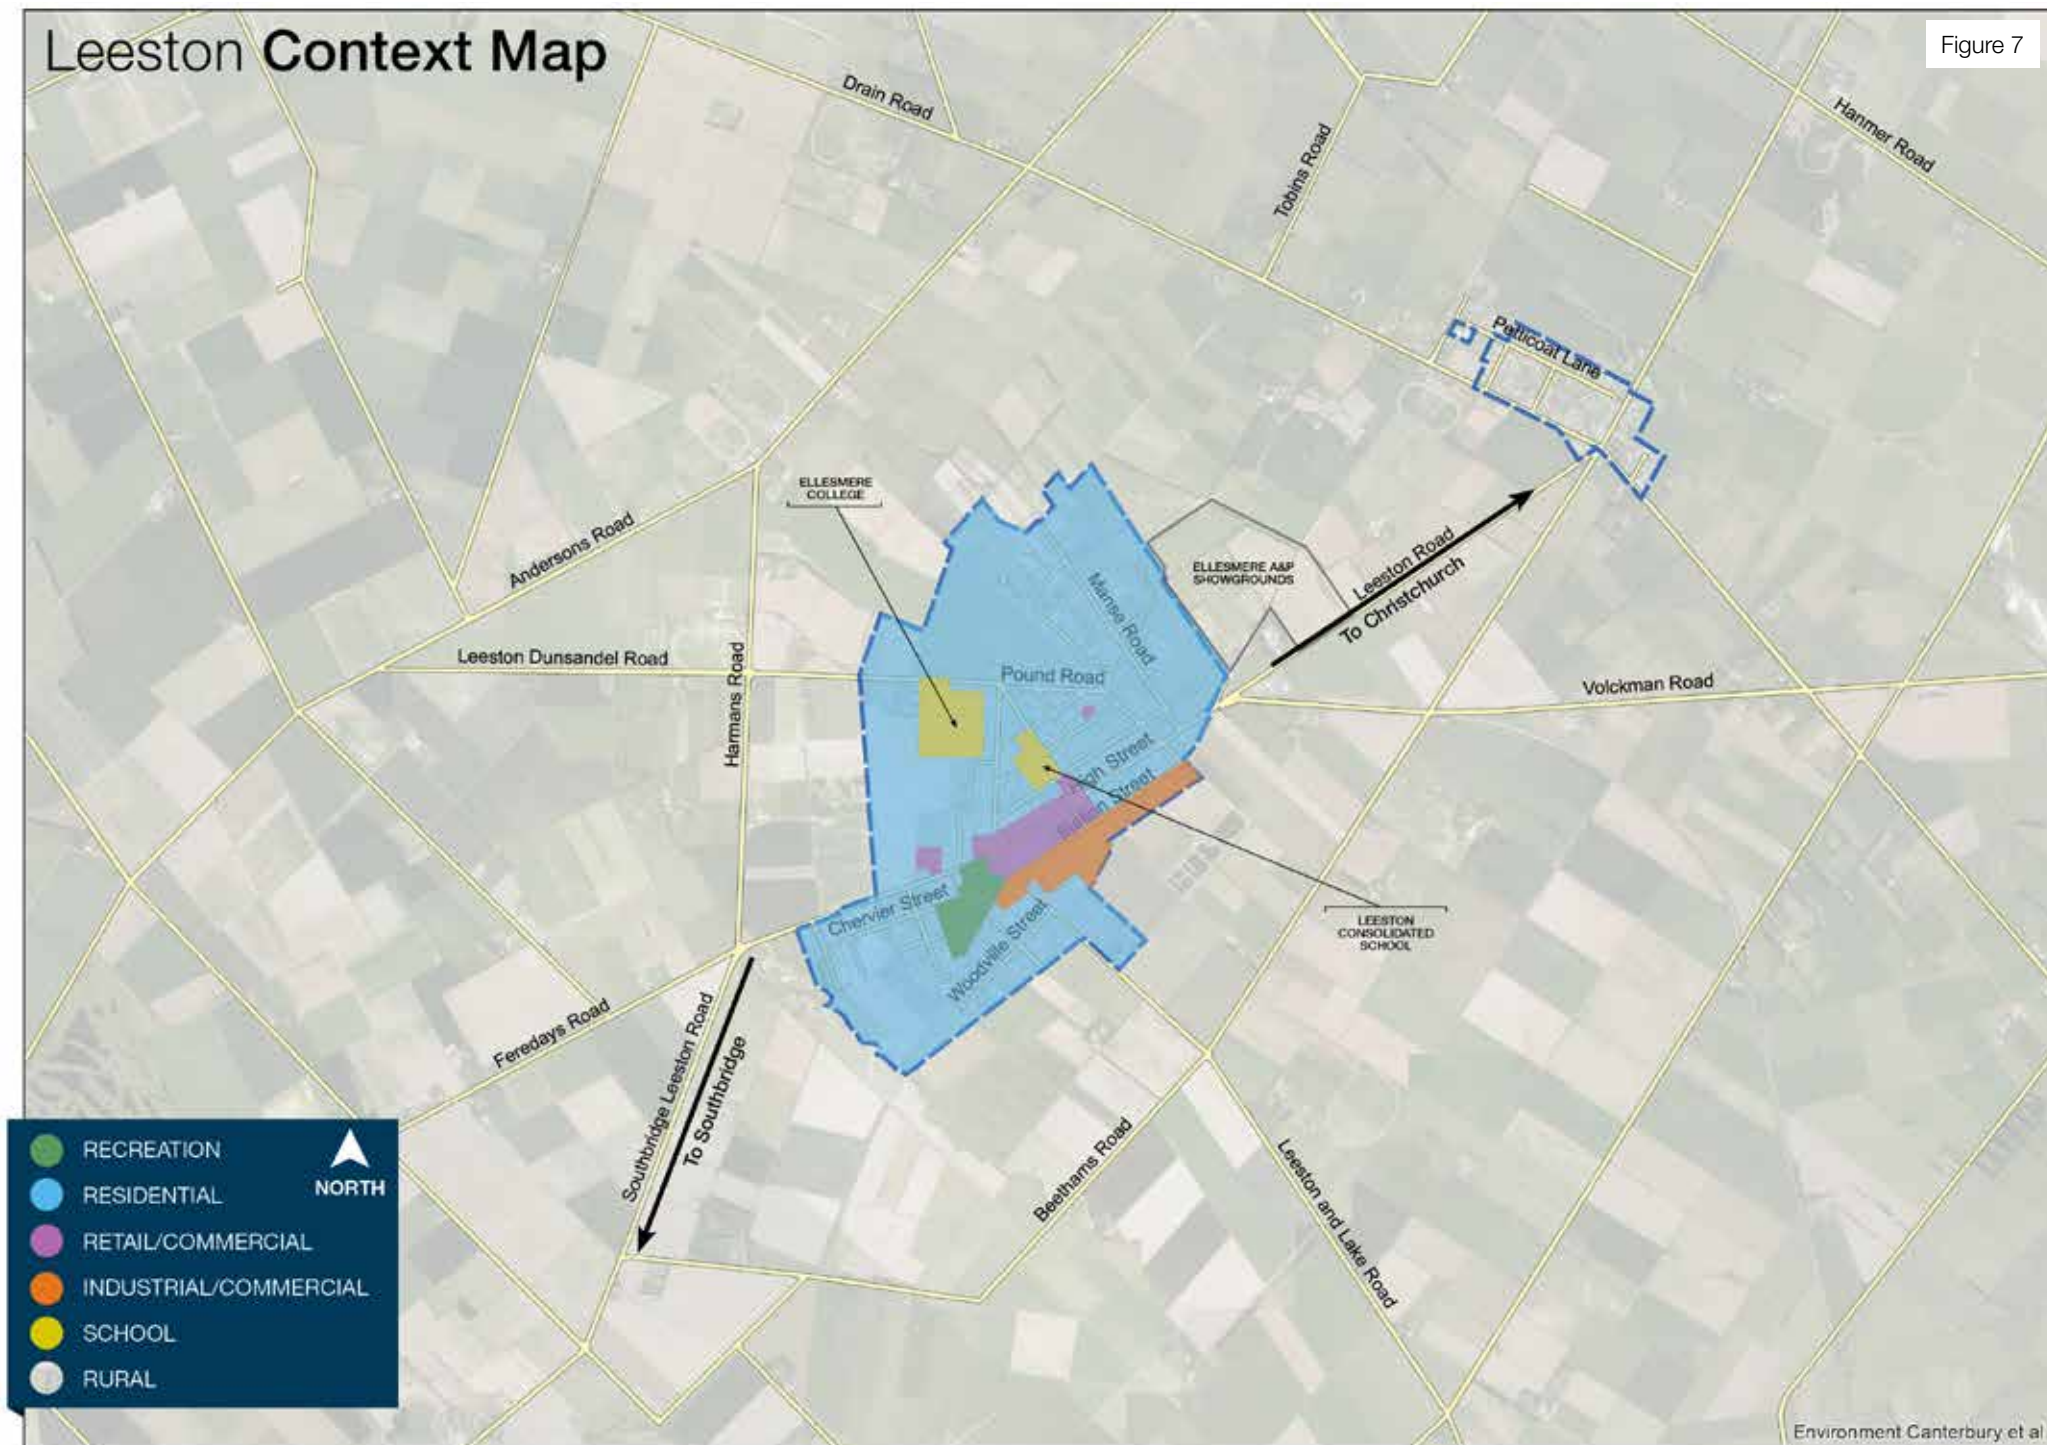 Leeston Context Map
Figure 7
Drain Road
Hanmer Road
Tobins Road
Petticoat Lane
ELLESMERE
COLLEGE
Andersons Road
ELLESMERE A&P
SHOWGROUNDS
Leeston Road
To Christchurch
Manse Road
Leeston Dunsandel Road
Pound Road
Harmans Road
Volckman Road
High Street
Street
Chervier Street
Woodville Street
LEESTON
CONSOLIDATED
SCHOOL
Feredays Road
Southbridge Leeston Road
To Southbridge
Beethams Road
Leeston and Lake Road
RECREATION
RESIDENTIAL
RETAIL/COMMERCIAL
INDUSTRIAL/COMMERCIAL
SCHOOL
RURAL
NORTH
Environment Canterbury et al